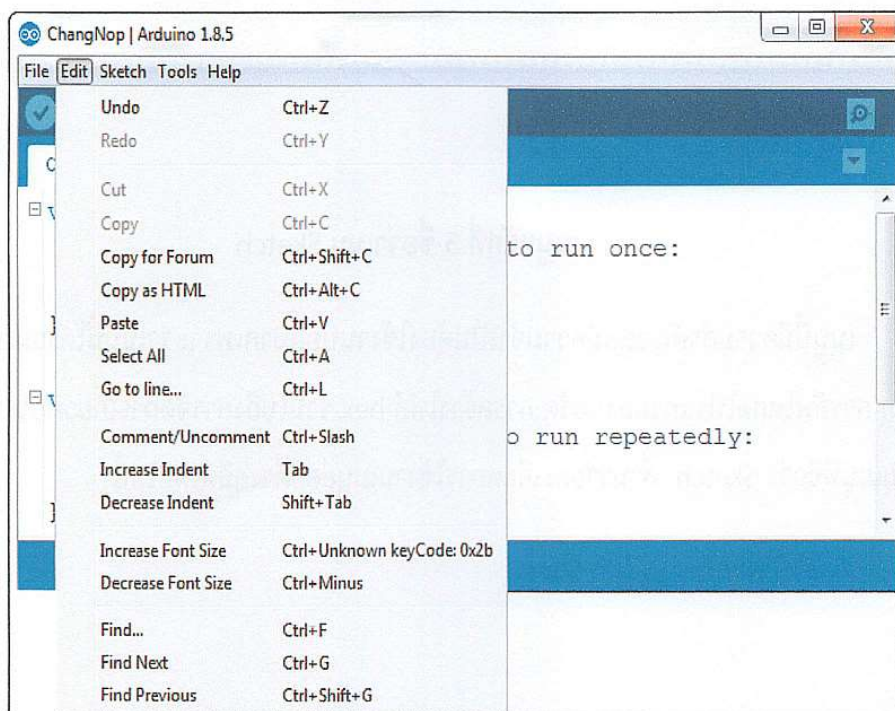 ChangNop | Arduino 1.8.5
File Edit Sketch Tools Help
Undo Ctrl+Z
Redo Ctrl+Y
Cut Ctrl+X
Copy Ctrl+C
Copy for Forum Ctrl+Shift+C
to run once:
Copy as HTML Ctrl+Alt+C
} Paste Ctrl+V
Select All Ctrl+A
Go to line... Ctrl+L
Comment/Uncomment Ctrl+Slash
run repeatedly:
Increase Indent Tab
Decrease Indent Shift+Tab
}
Increase Font Size Ctrl+Unknown keyCode: 0x2b
Decrease Font Size Ctrl+Minus
Find... Ctrl+F
Find Next Ctrl+G
Find Previous Ctrl+Shift+G